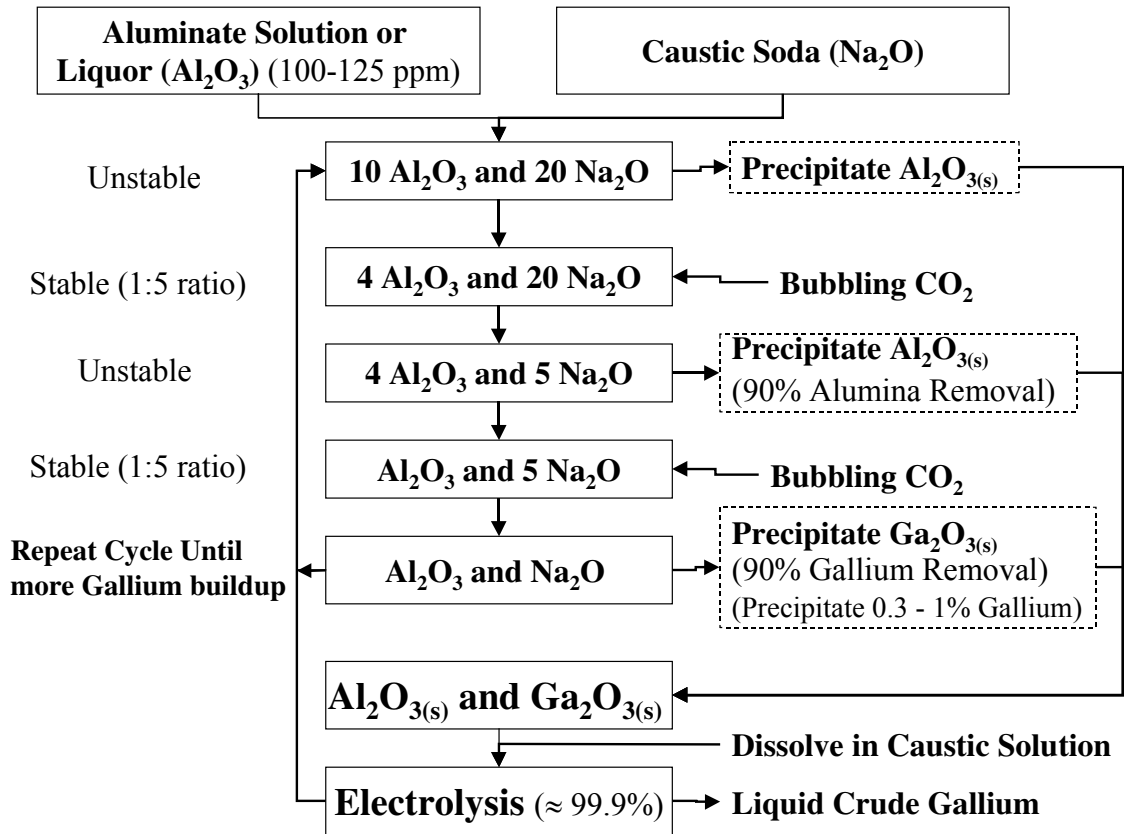 Aluminate Solution or
Liquor (Al₂O₃) (100-125 ppm)
Caustic Soda (Na₂O)
Unstable
10 Al₂O₃ and 20 Na₂O
Precipitate Al₂O₃(s)
Stable (1:5 ratio)
4 Al₂O₃ and 20 Na₂O
Bubbling CO₂
Unstable
4 Al₂O₃ and 5 Na₂O
Precipitate Al₂O₃(s)
(90% Alumina Removal)
Stable (1:5 ratio)
Al₂O₃ and 5 Na₂O
Bubbling CO₂
Repeat Cycle Until
more Gallium buildup
Al₂O₃ and Na₂O
Precipitate Ga₂O₃(s)
(90% Gallium Removal)
(Precipitate 0.3 - 1% Gallium)
Al₂O₃(s) and Ga₂O₃(s)
Dissolve in Caustic Solution
Electrolysis (≈ 99.9%)
Liquid Crude Gallium